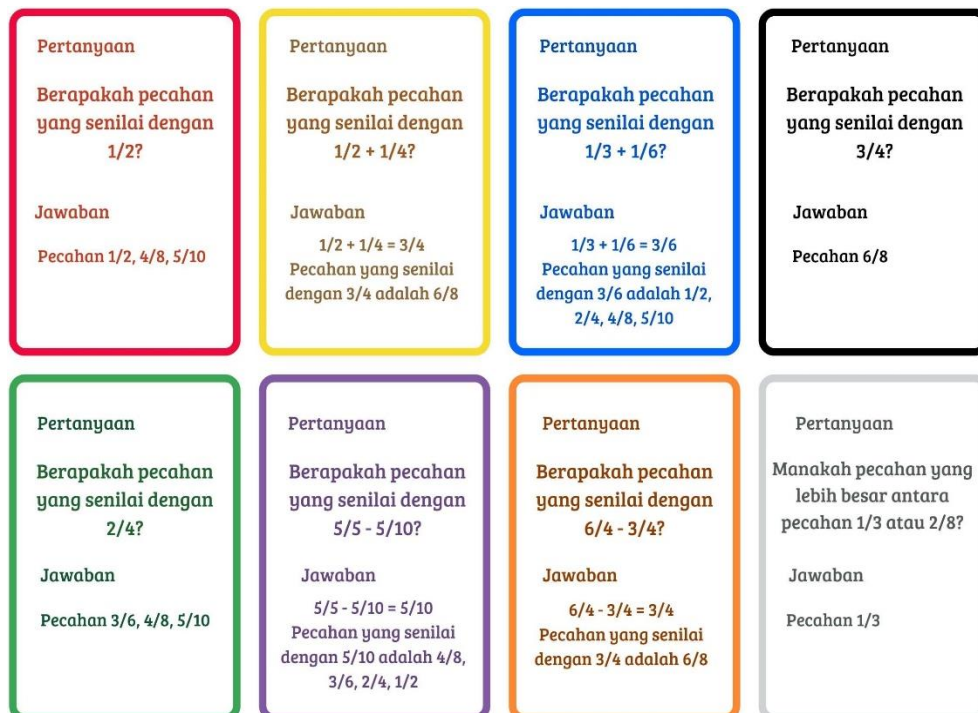 Pertanyaan
Berapakah pecahan
yang senilai dengan
1/2?
Jawaban
Pecahan 1/2, 4/8, 5/10
Pertanyaan
Berapakah pecahan
yang senilai dengan
1/2 + 1/4?
Jawaban
1/2 + 1/4 = 3/4
Pecahan yang senilai
dengan 3/4 adalah 6/8
Pertanyaan
Berapakah pecahan
yang senilai dengan
1/3 + 1/6?
Jawaban
1/3 + 1/6 = 3/6
Pecahan yang senilai
dengan 3/6 adalah 1/2,
2/4, 4/8, 5/10
Pertanyaan
Berapakah pecahan
yang senilai dengan
3/4?
Jawaban
Pecahan 6/8
Pertanyaan
Berapakah pecahan
yang senilai dengan
2/4?
Jawaban
Pecahan 3/6, 4/8, 5/10
Pertanyaan
Berapakah pecahan
yang senilai dengan
5/5 - 5/10?
Jawaban
5/5 - 5/10 = 5/10
Pecahan yang senilai
dengan 5/10 adalah 4/8,
3/6, 2/4, 1/2
Pertanyaan
Berapakah pecahan
yang senilai dengan
6/4 - 3/4?
Jawaban
6/4 - 3/4 = 3/4
Pecahan yang senilai
dengan 3/4 adalah 6/8
Pertanyaan
Manakah pecahan yang
lebih besar antara
pecahan 1/3 atau 2/8?
Jawaban
Pecahan 1/3